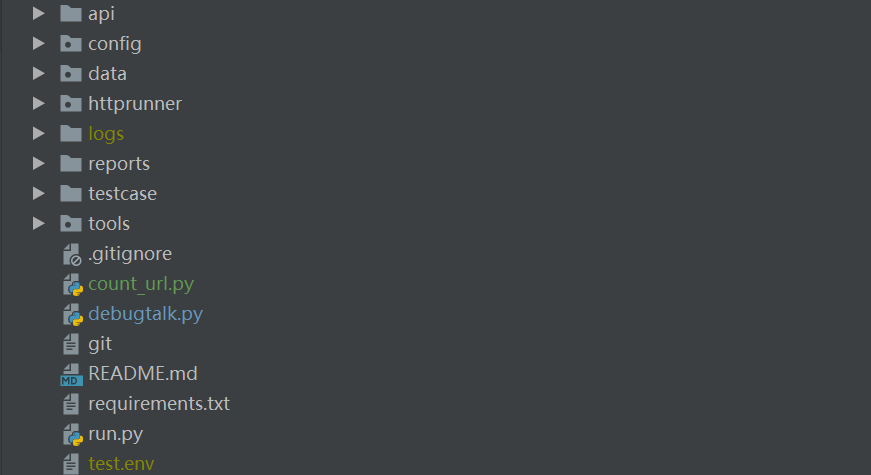 api
config
data
httprunner
logs
reports
testcase
tools
.gitignore
count_url.py
debugtalk.py
git
MD README.md
requirements.txt
run.py
test.env